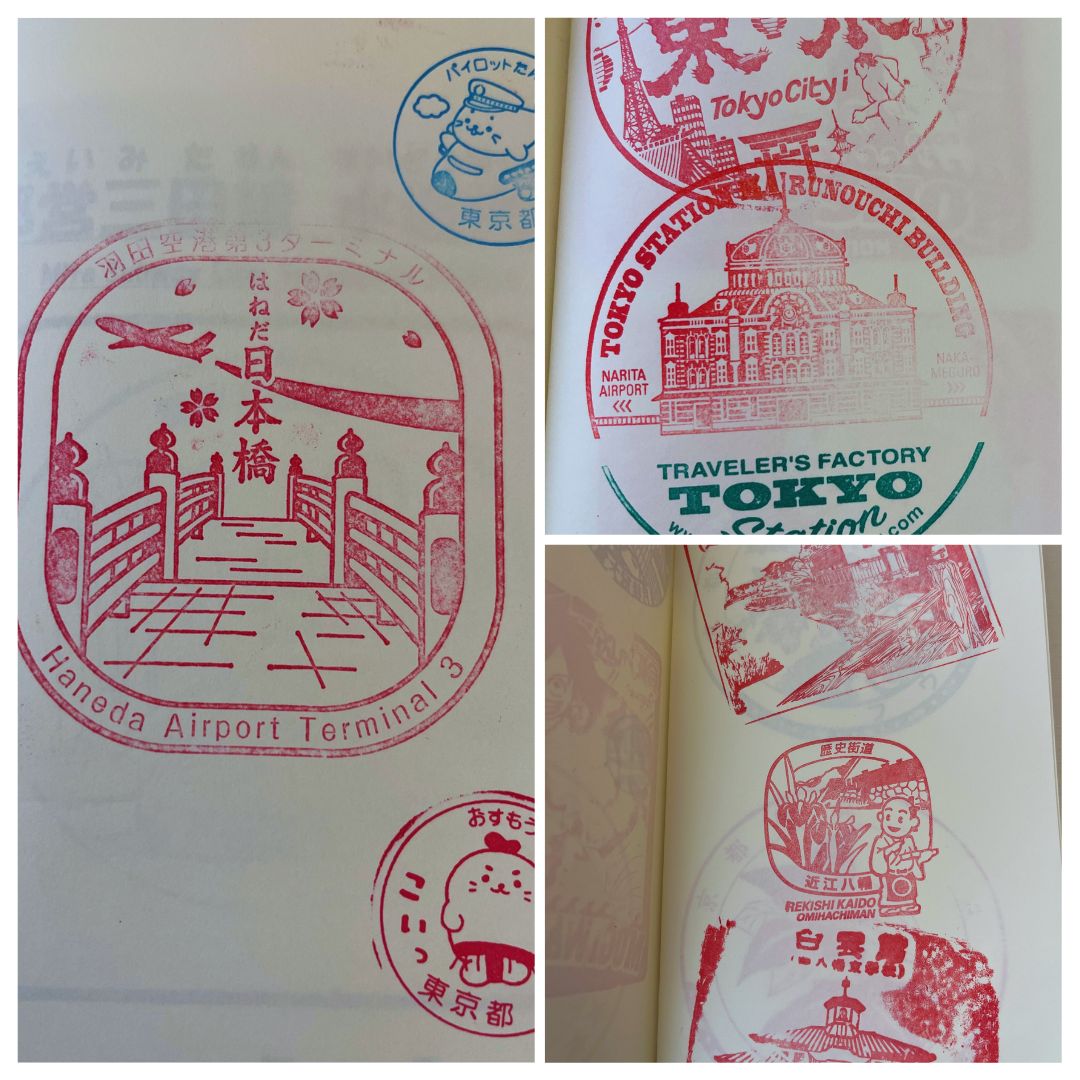 パイロットだん
東京都
羽田空港第3ターミナル
はねだ
日本橋
Haneda Airport Terminal 3
おすもう
こいっ
東京都
東京
Tokyo City i
TOKYO STATION MARUNOUCHI BUILDING
NARITA
AIRPORT
<<<
NAKA-
MEGURO
>>>
TRAVELER'S FACTORY
TOKYO
Station
歴史街道
近江八幡
REKISHI KAIDO
OMIHACHIMAN
白雲館